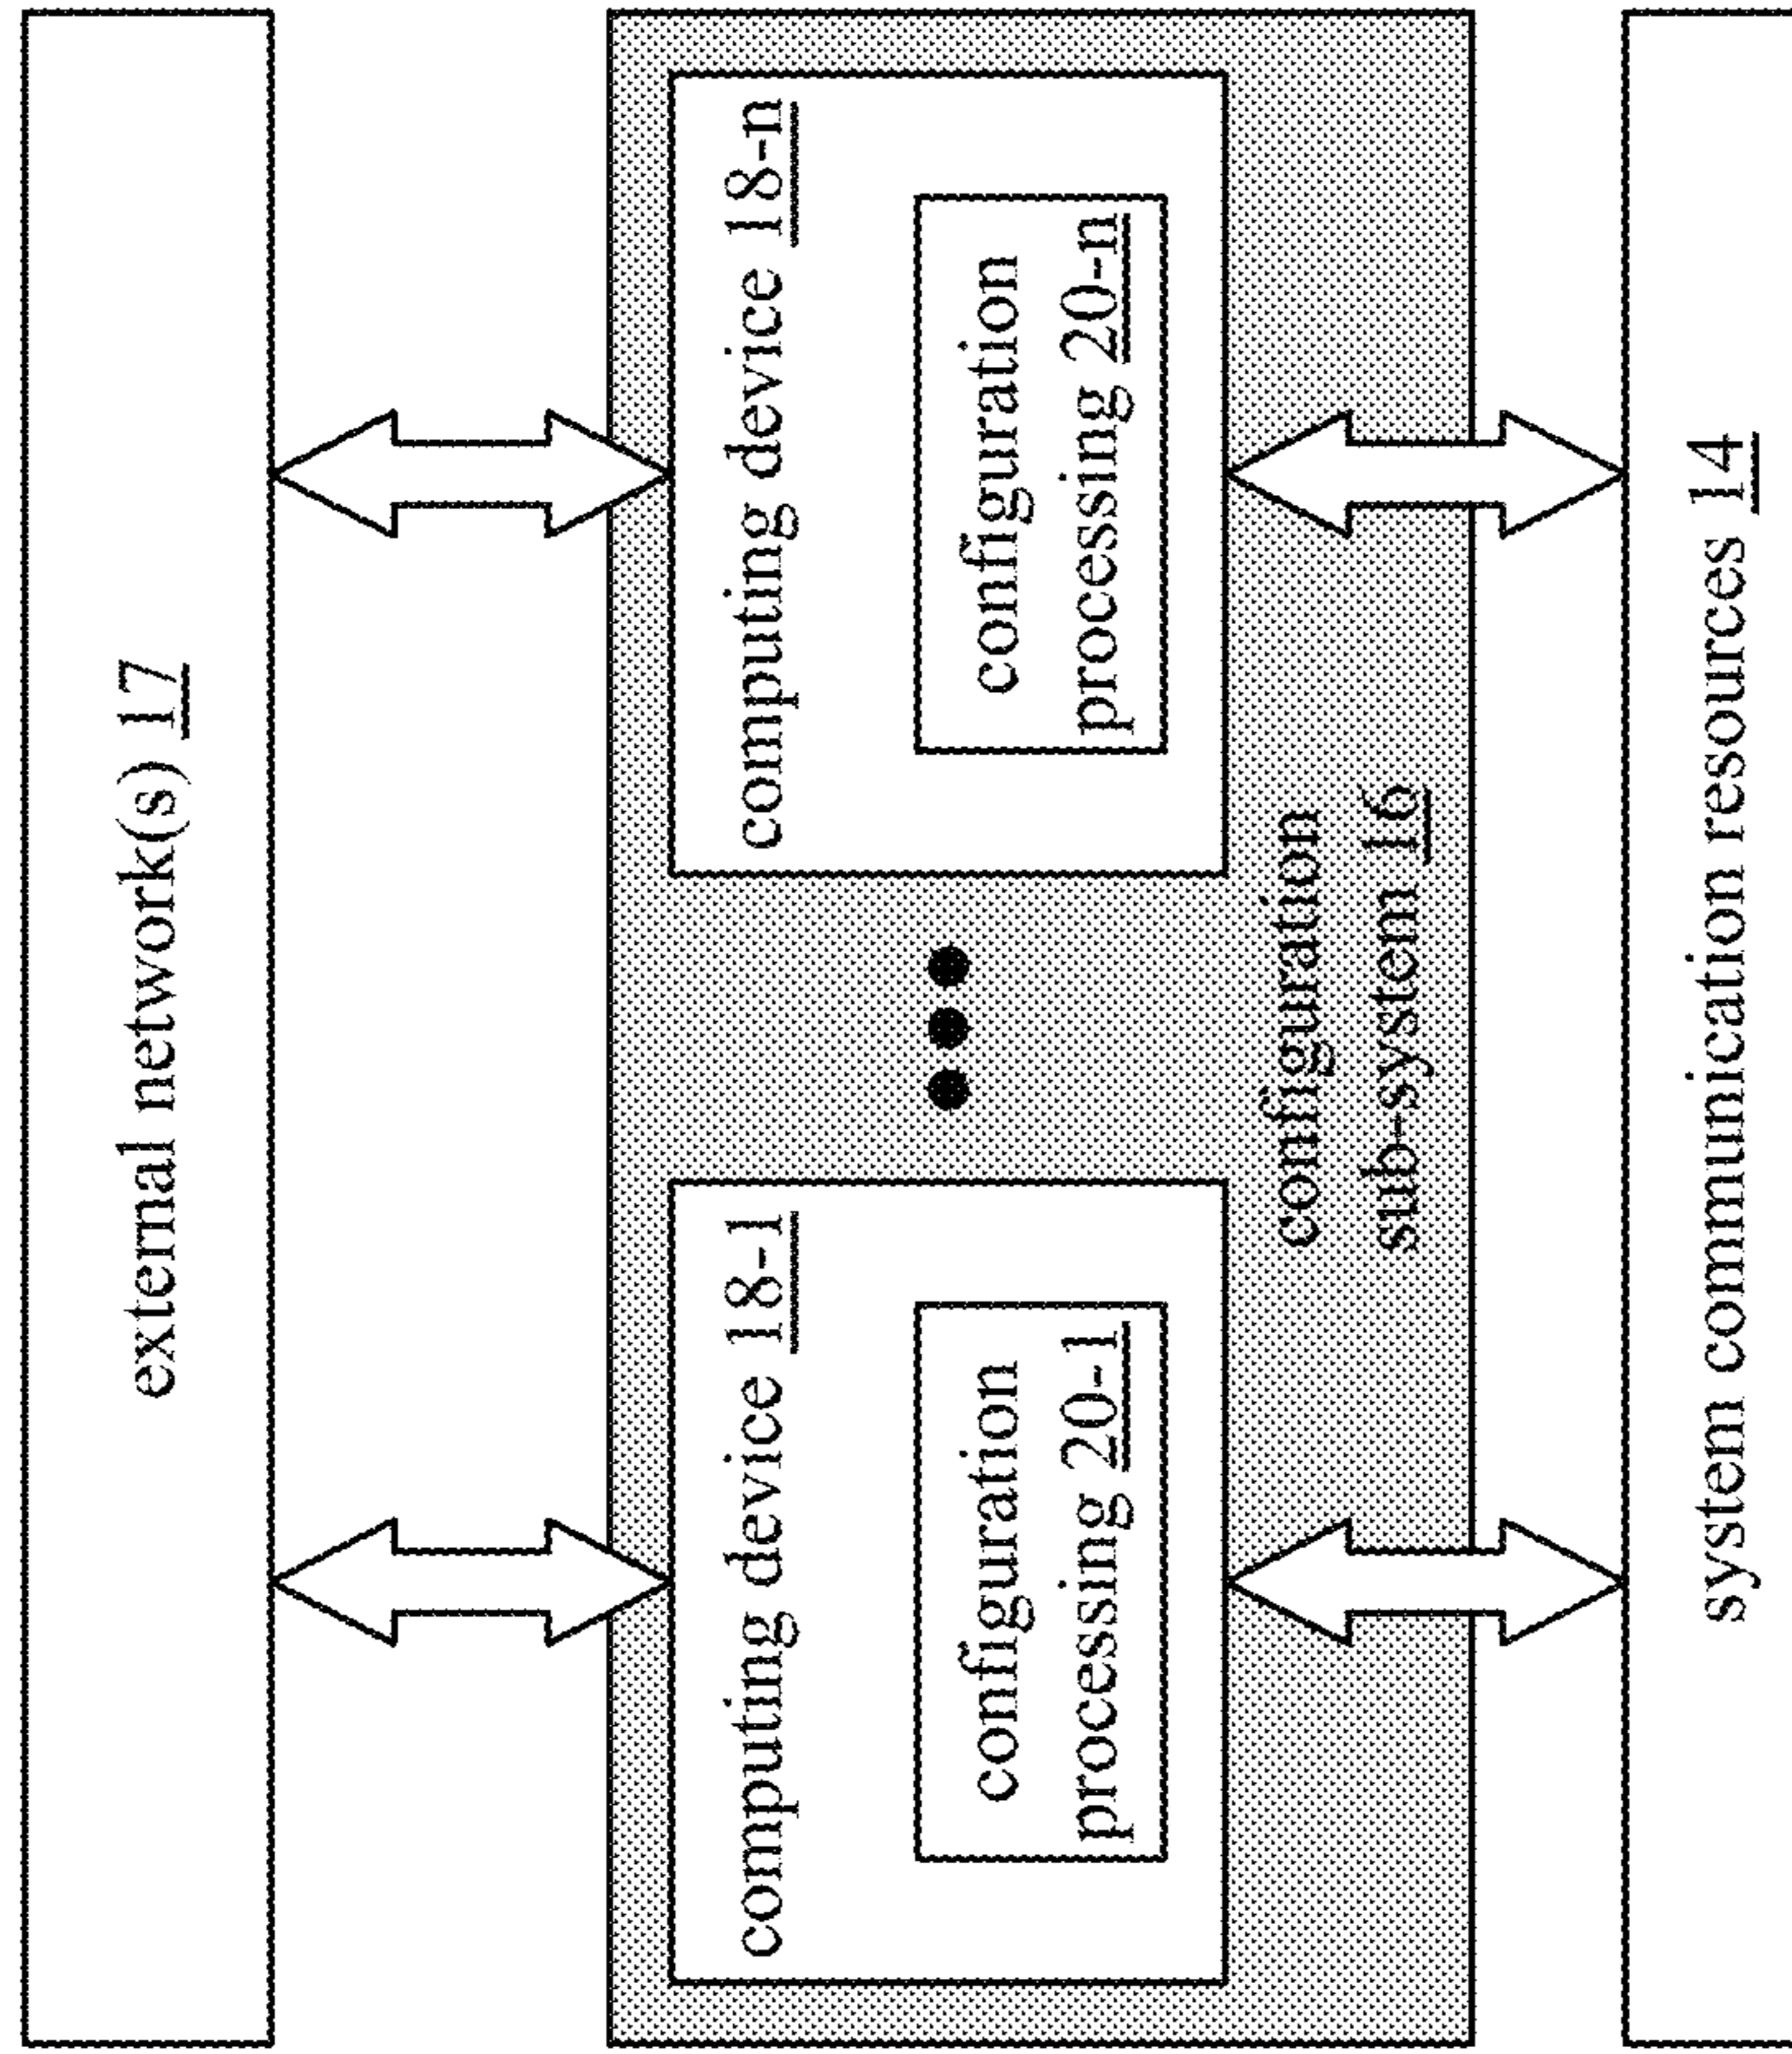 external network(s) 17
computing device 18-1
configuration
processing 20-1
computing device 18-n
configuration
processing 20-n
configuration
sub-system 16
system communication resources 14